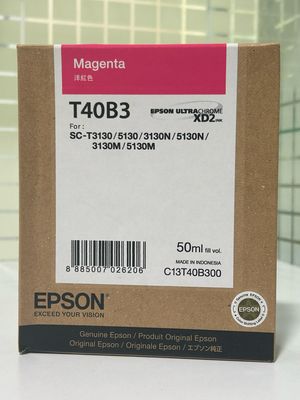 Magenta
洋紅色
T40B3
EPSON ULTRACHROME
XD2 INK
For :
SC-T3130 / 5130 / 3130N / 5130N /
3130M / 5130M
50ml fill vol.
MADE IN INDONESIA
8 885007 026206
C13T40B300
EPSON
EXCEED YOUR VISION
EPSON
Genuine Epson / Produit Original Epson
Original Epson / Originale Epson / エプソン純正